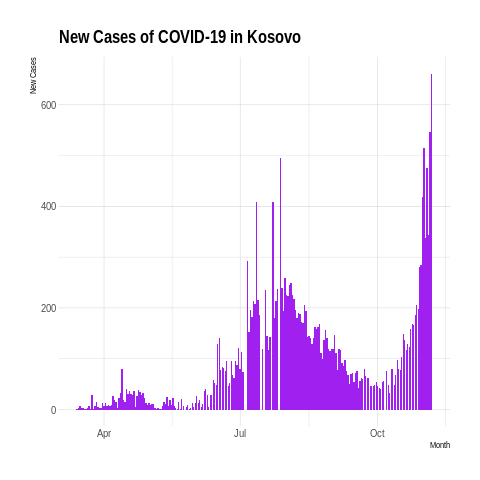 New Cases of COVID-19 in Kosovo
New Cases
600
400
200
0
Apr
Jul
Oct
Month